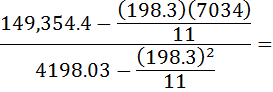 149,354.4 − (198.3)(7034)/11
4198.03 − (198.3)²/11
=